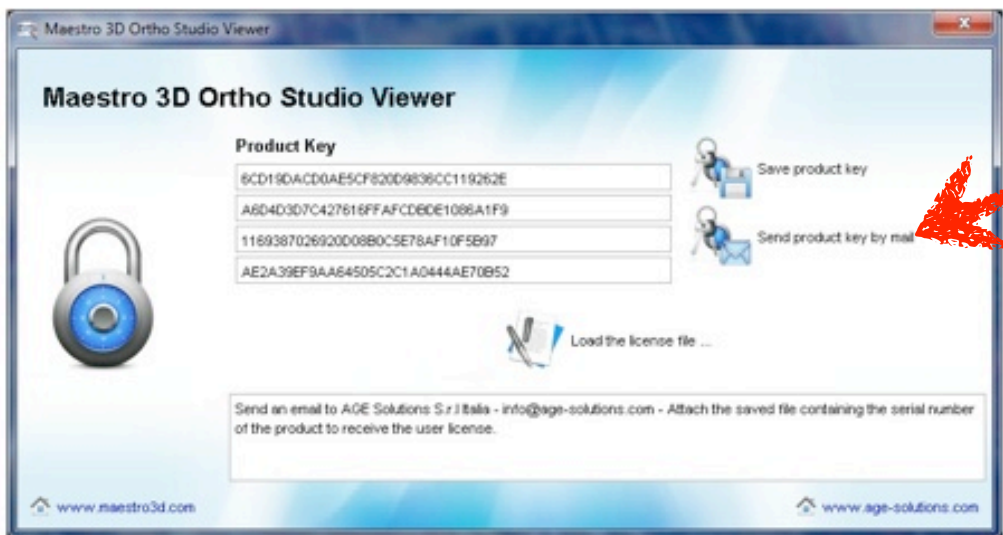 Maestro 3D Ortho Studio Viewer
Maestro 3D Ortho Studio Viewer
Product Key
6CD19DACD0AE5CF820D9836CC119262E
Save product key
A6D4D3D7C427616FFAFCDBDE1086A1F9
1169387026920D08B0C5E78AF10F5B97
Send product key by mail
AE2A39EF9AA64505C2C1A0444AE70B52
Load the license file ...
Send an email to AGE Solutions S.r.l Italia - info@age-solutions.com - Attach the saved file containing the serial number
of the product to receive the user license.
www.maestro3d.com
www.age-solutions.com